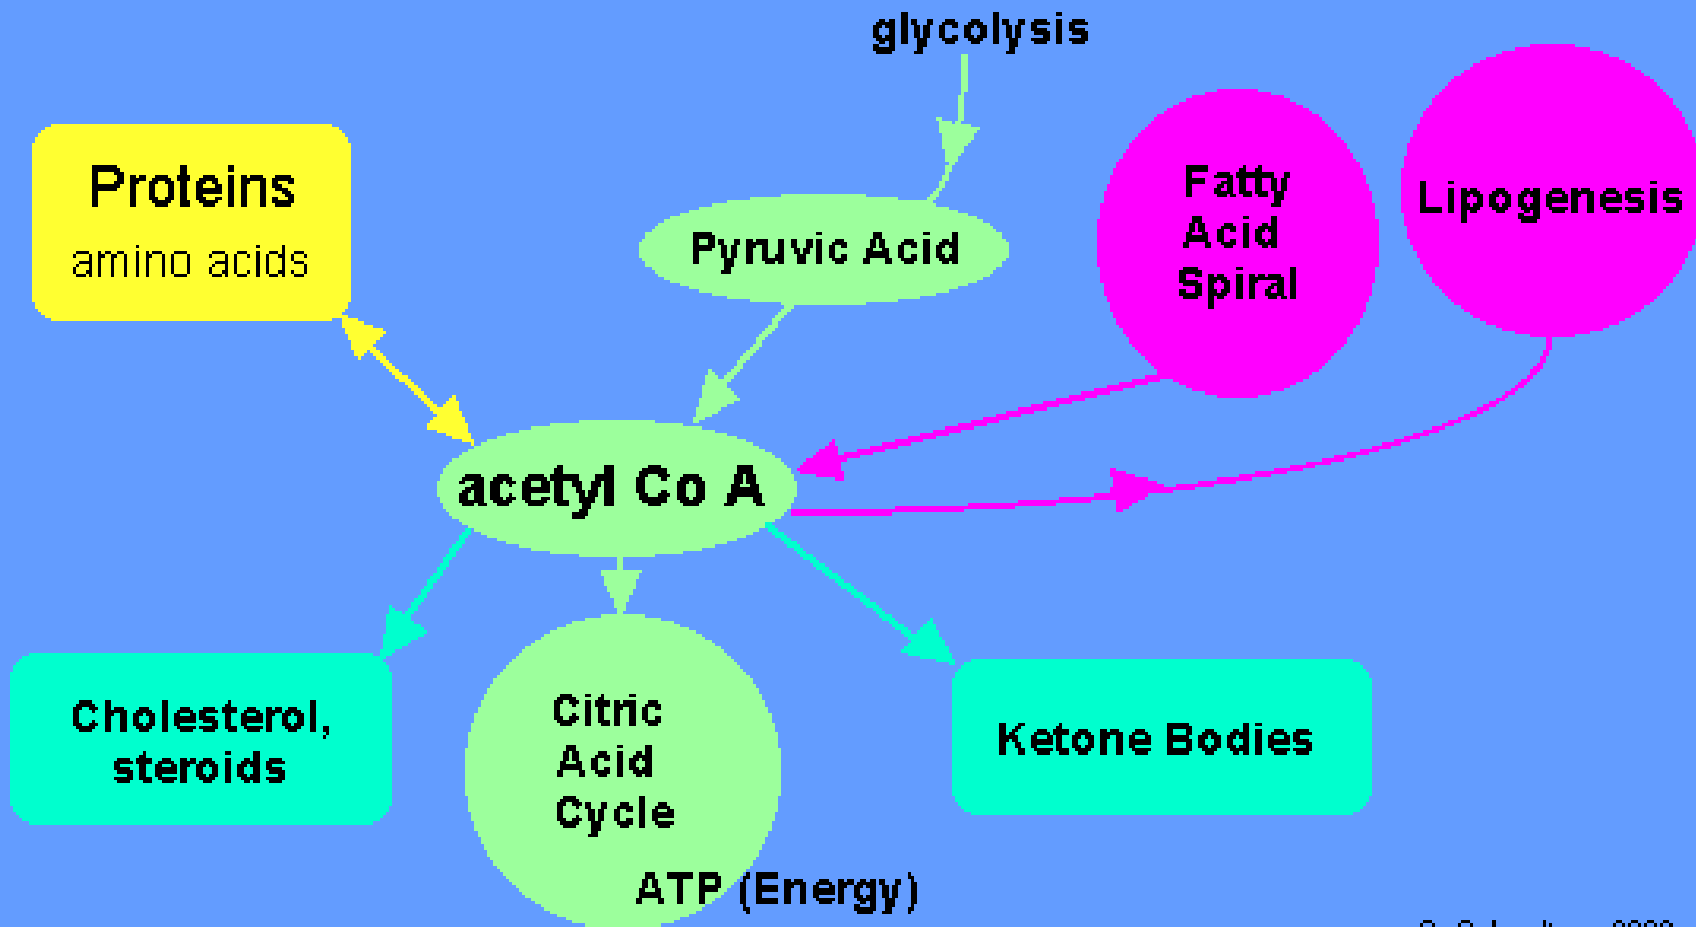 glycolysis
Proteins
amino acids
Pyruvic Acid
Fatty
Acid
Spiral
Lipogenesis
acetyl Co A
Cholesterol,
steroids
Citric
Acid
Cycle
ATP (Energy)
Ketone Bodies